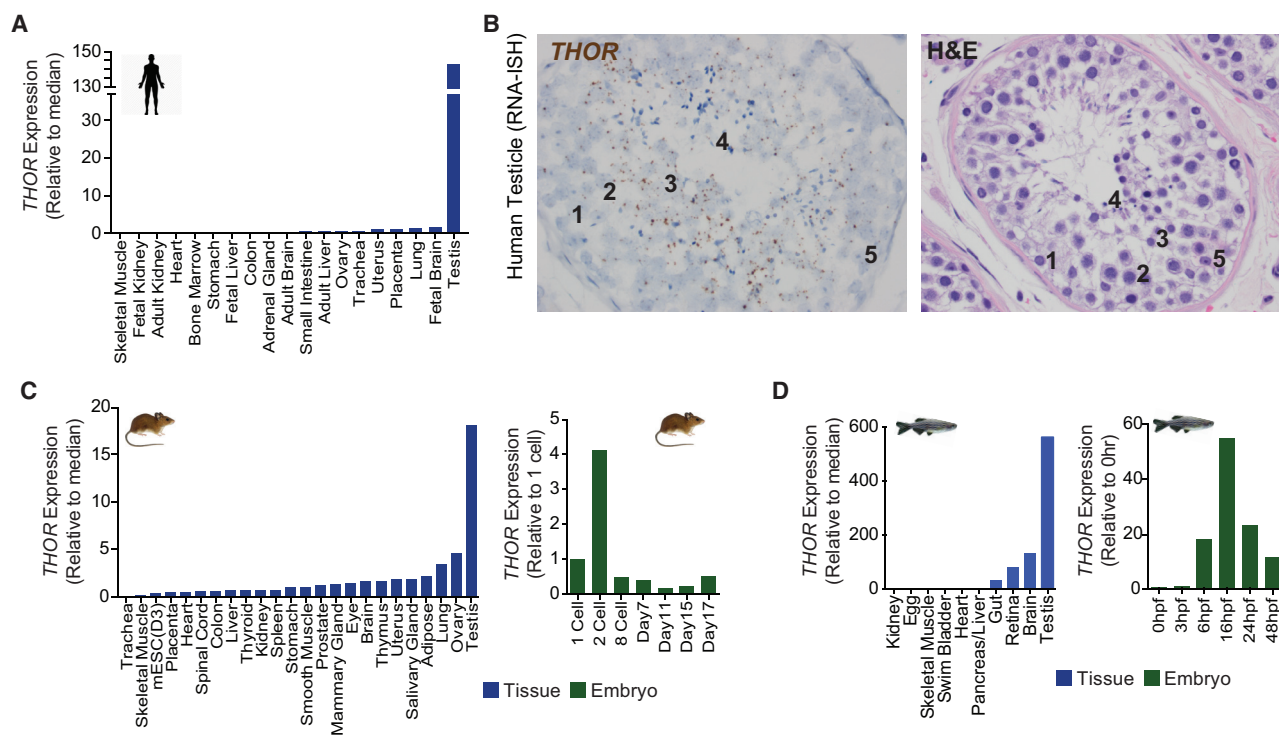 A
THOR Expression
(Relative to median)
150
130
30
20
10
0
Skeletal Muscle
Fetal Kidney
Adult Kidney
Heart
Bone Marrow
Stomach
Fetal Liver
Colon
Adrenal Gland
Adult Brain
Small Intestine
Adult Liver
Ovary
Trachea
Uterus
Placenta
Lung
Fetal Brain
Testis
B
Human Testicle (RNA-ISH)
THOR
1
2
3
4
5
H&E
1
2
3
4
5
C
THOR Expression
(Relative to median)
20
15
10
5
0
Trachea
Skeletal Muscle
mESC(D3)
Placenta
Heart
Spinal Cord
Colon
Liver
Thyroid
Kidney
Spleen
Stomach
Smooth Muscle
Prostate
Mammary Gland
Eye
Brain
Thymus
Uterus
Salivary Gland
Adipose
Lung
Ovary
Testis
THOR Expression
(Relative to 1 cell)
5
4
3
2
1
0
1 Cell
2 Cell
8 Cell
Day7
Day11
Day15
Day17
Tissue
Embryo
D
THOR Expression
(Relative to median)
600
400
200
0
Kidney
Egg
Skeletal Muscle
Swim Bladder
Heart
Pancreas/Liver
Gut
Retina
Brain
Testis
THOR Expression
(Relative to 0hr)
60
40
20
0
0hpf
3hpf
6hpf
16hpf
24hpf
48hpf
Tissue
Embryo